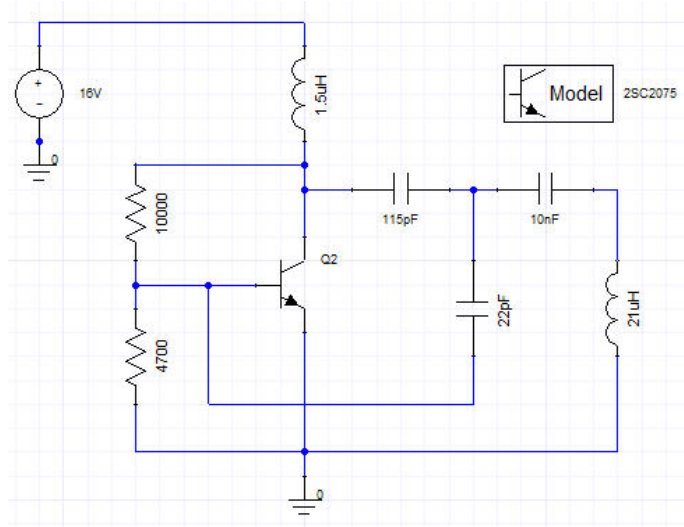 +
-
16V
0
1.5uH
Model
2SC2075
10000
115pF
10nF
Q2
22pF
21uH
4700
0